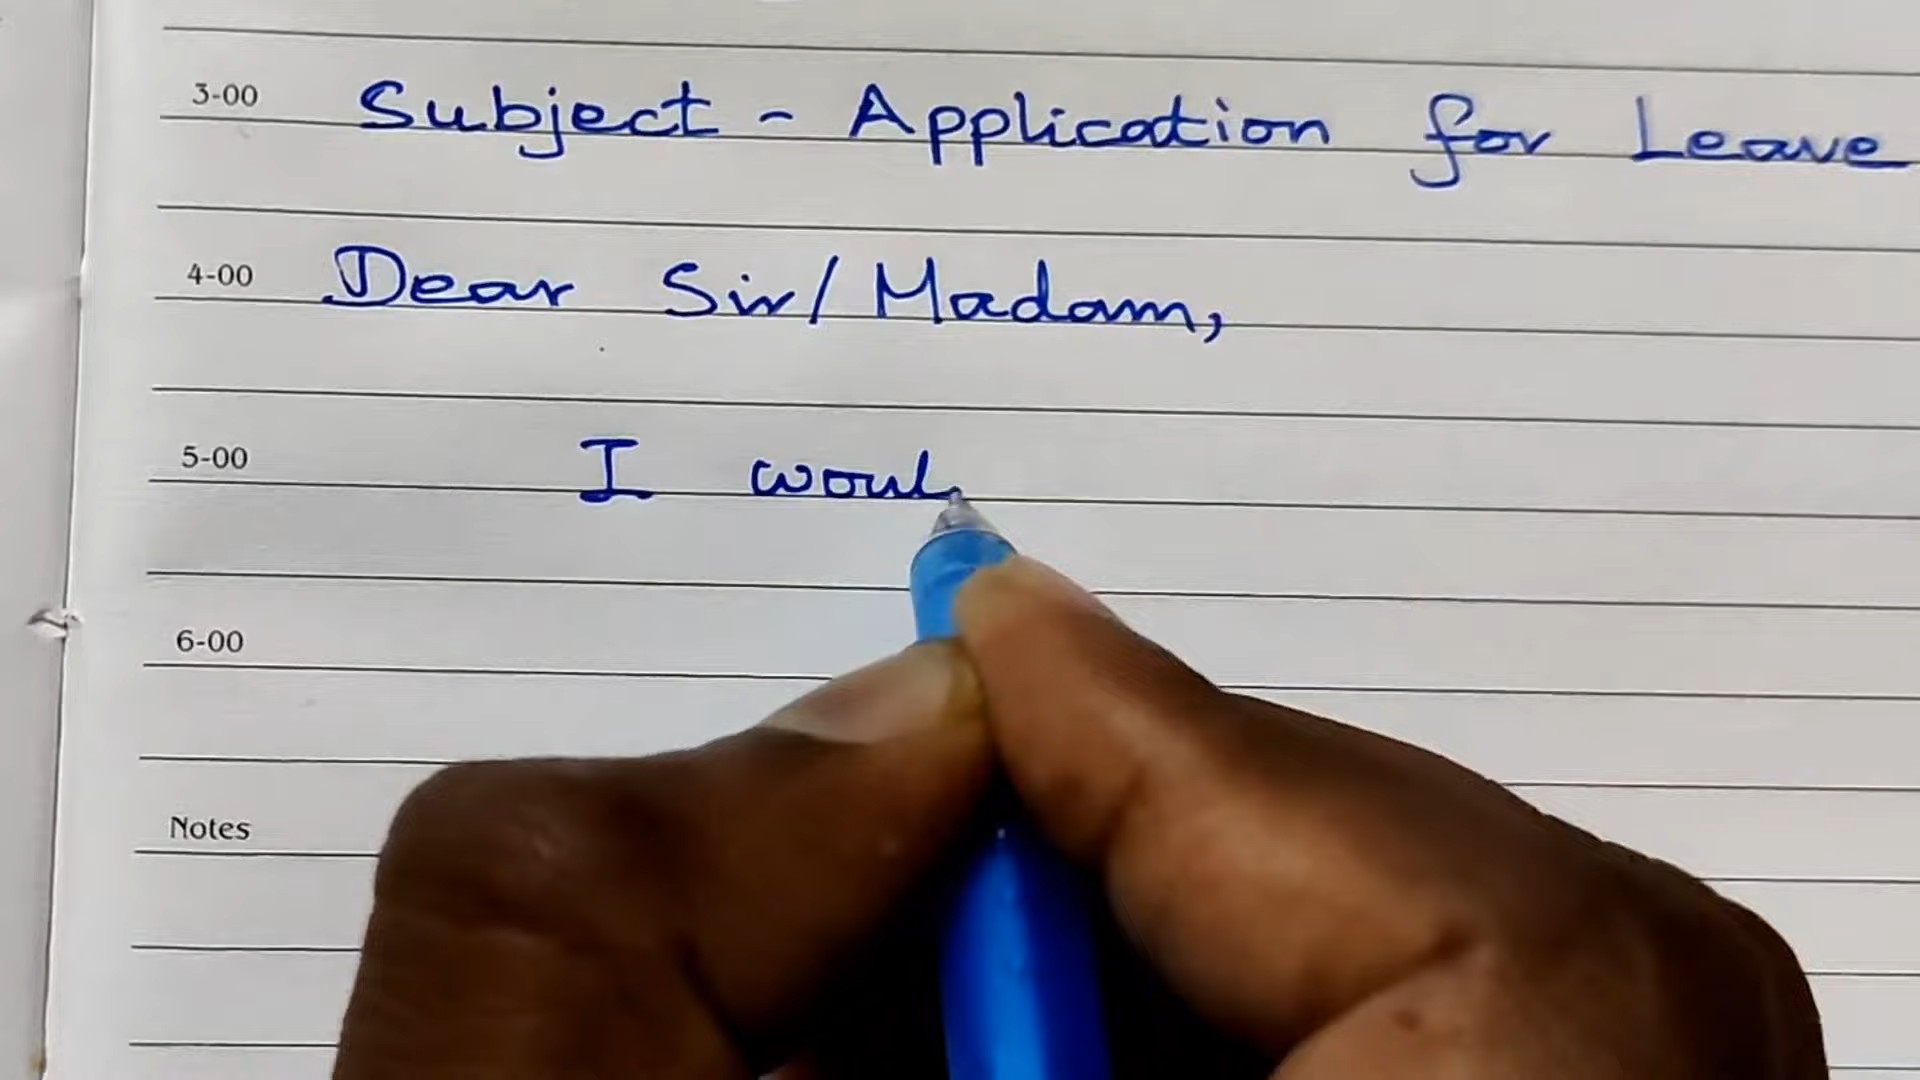 3-00 Subject - Application for Leave
4-00 Dear Sir/Madam,
5-00 I woul
6-00
Notes